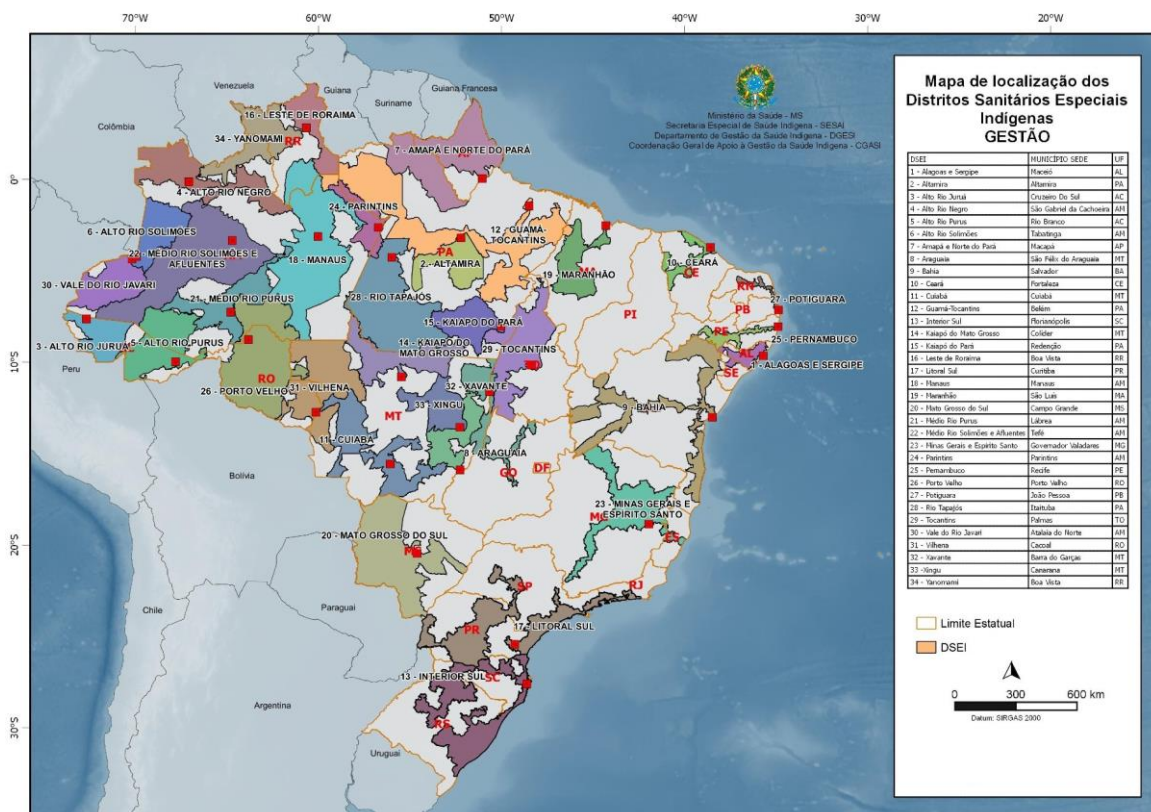 70°W 60°W 50°W 40°W 30°W 20°W
Venezuela
Guiana
Suriname
Guiana Francesa
Colômbia
16 - LESTE DE RORAIMA
34 - YANOMAMI
RR
7 - AMAPÁ E NORTE DO PARÁ
AP
Ministério da Saúde - MS
Secretaria Especial de Saúde Indígena - SESAI
Departamento de Gestão da Saúde Indígena - DGESI
Coordenação Geral de Apoio à Gestão da Saúde Indígena - CGASI
0°
4 - ALTO RIO NEGRO
24 - PARINTINS
6 - ALTO RIO SOLIMÕES
12 - GUAMÁ-
TOCANTINS
22 - MÉDIO RIO SOLIMÕES E
AFLUENTES
PA
18 - MANAUS
2 - ALTAMIRA
19 - MARANHÃO
MA
10 - CEARÁ
CE
30 - VALE DO RIO JAVARI
28 - RIO TAPAJÓS
RN
27 - POTIGUARA
21 - MÉDIO RIO PURUS
15 - KAIAPÓ DO PARÁ
PI
PB
3 - ALTO RIO JURUÁ
5 - ALTO RIO PURUS
14 - KAIAPÓ DO
MATO GROSSO
29 - TOCANTINS
PE
25 - PERNAMBUCO
AL
1 - ALAGOAS E SERGIPE
SE
Peru
10°S
RO
26 - PORTO VELHO
31 - VILHENA
32 - XAVANTE
33 - XINGU
MT
9 - BAHIA
11 - CUIABÁ
8 - ARAGUAIA
GO
DF
Bolívia
23 - MINAS GERAIS E
ESPÍRITO SANTO
MG
ES
20 - MATO GROSSO DO SUL
MS
20°S
SP
RJ
Paraguai
Chile
PR
17 - LITORAL SUL
13 - INTERIOR SUL
SC
Argentina
RS
30°S
Uruguai
Mapa de localização dos
Distritos Sanitários Especiais
Indígenas
GESTÃO
DSEI MUNICÍPIO SEDE UF
1 - Alagoas e Sergipe Maceió AL
2 - Altamira Altamira PA
3 - Alto Rio Juruá Cruzeiro Do Sul AC
4 - Alto Rio Negro São Gabriel da Cachoeira AM
5 - Alto Rio Purus Rio Branco AC
6 - Alto Rio Solimões Tabatinga AM
7 - Amapá e Norte do Pará Macapá AP
8 - Araguaia São Félix do Araguaia MT
9 - Bahia Salvador BA
10 - Ceará Fortaleza CE
11 - Cuiabá Cuiabá MT
12 - Guamá-Tocantins Belém PA
13 - Interior Sul Florianópolis SC
14 - Kaiapó do Mato Grosso Colíder MT
15 - Kaiapó do Pará Redenção PA
16 - Leste de Roraima Boa Vista RR
17 - Litoral Sul Curitiba PR
18 - Manaus Manaus AM
19 - Maranhão São Luís MA
20 - Mato Grosso do Sul Campo Grande MS
21 - Médio Rio Purus Lábrea AM
22 - Médio Rio Solimões e Afluentes Tefé AM
23 - Minas Gerais e Espírito Santo Governador Valadares MG
24 - Parintins Parintins AM
25 - Pernambuco Recife PE
26 - Porto Velho Porto Velho RO
27 - Potiguara João Pessoa PB
28 - Rio Tapajós Itaituba PA
29 - Tocantins Palmas TO
30 - Vale do Rio Javari Atalaia do Norte AM
31 - Vilhena Cacoal RO
32 - Xavante Barra do Garças MT
33 -Xingu Canarana MT
34 - Yanomami Boa Vista RR
Limite Estatual
DSEI
0 300 600 km
Datum: SIRGAS 2000